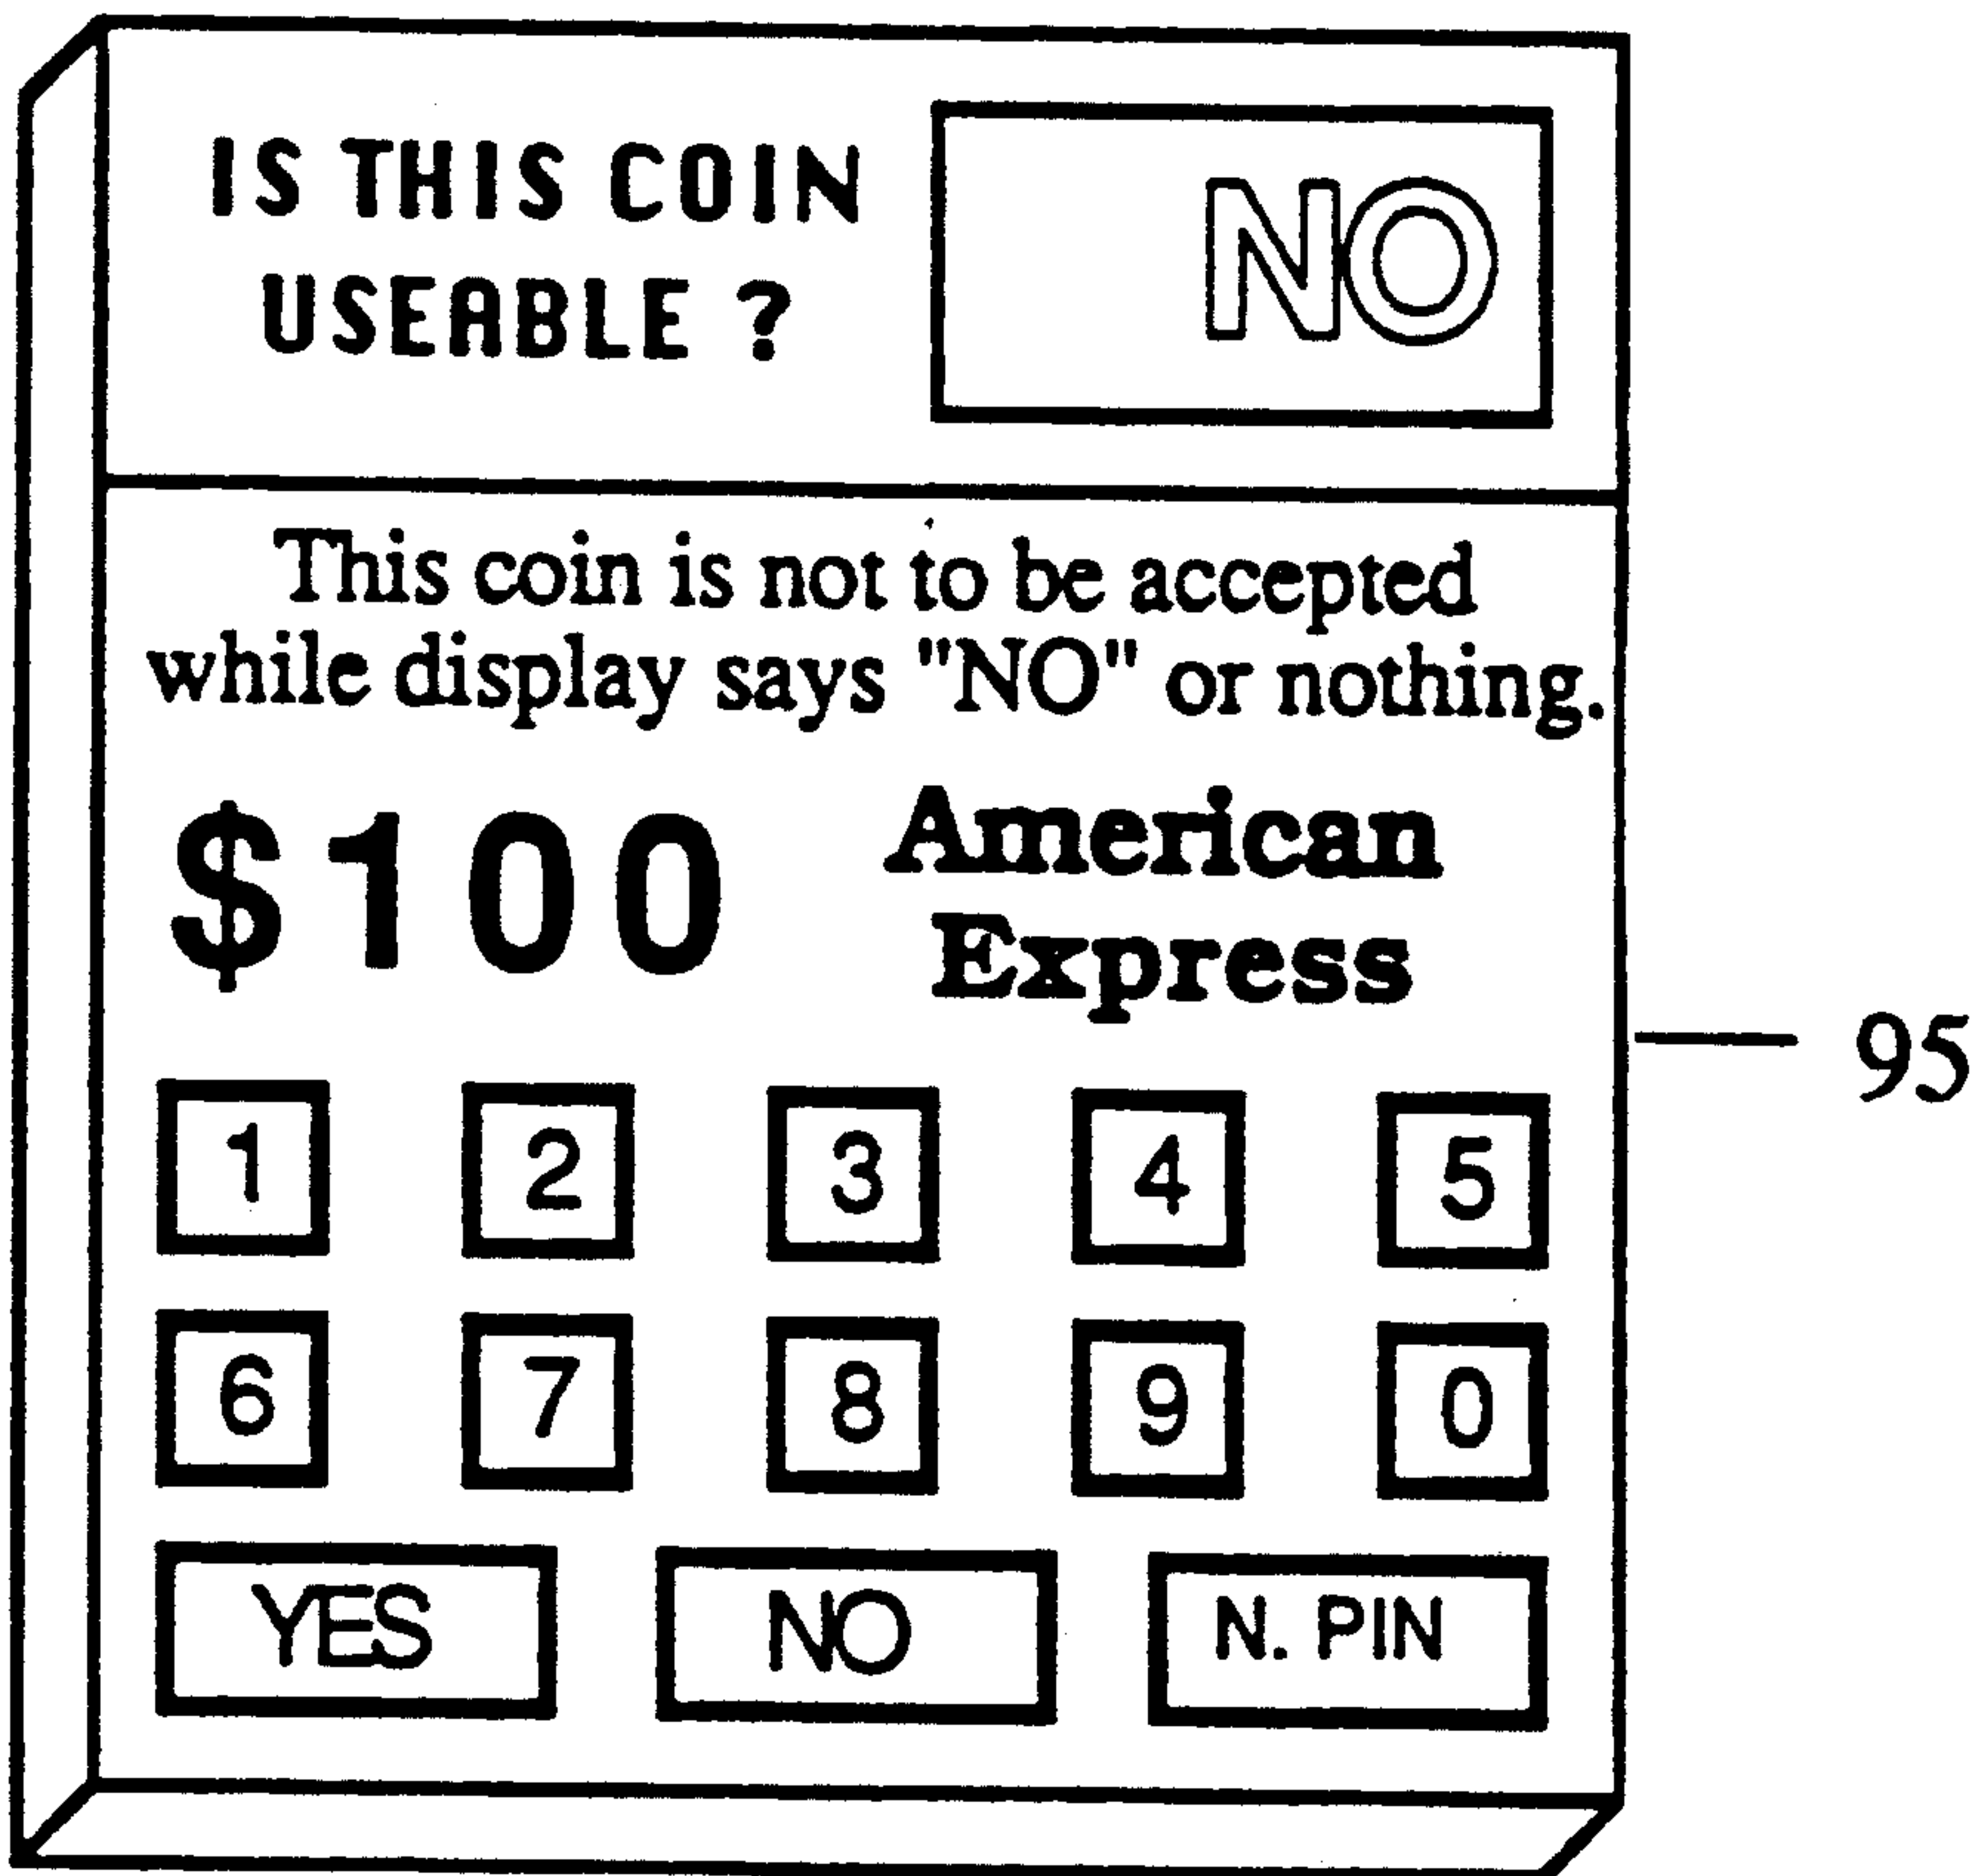 IS THIS COIN
USEABLE ?
NO
This coin is not to be accepted
while display says "NO" or nothing.
$100
American
Express
95
1 2 3 4 5
6 7 8 9 0
YES NO N. PIN